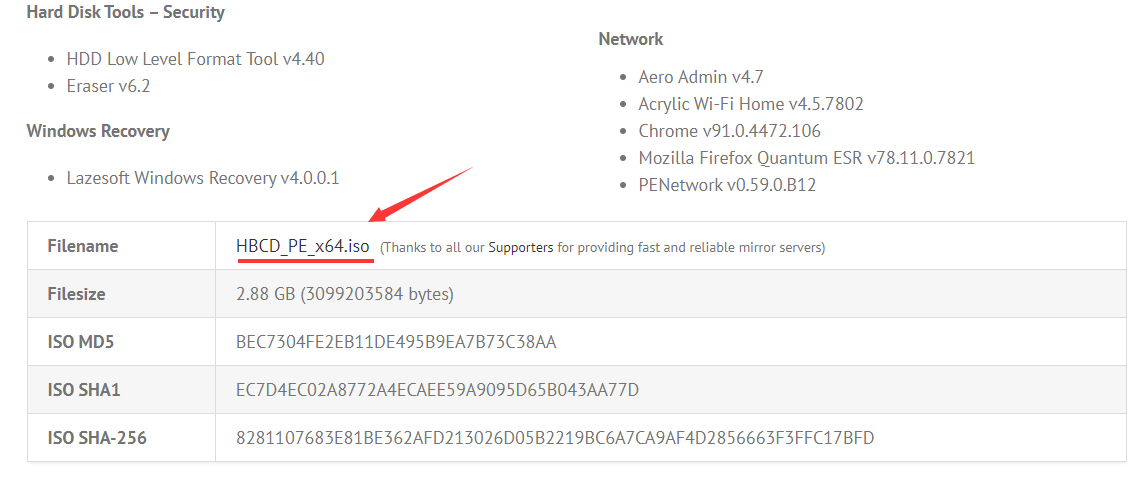 Hard Disk Tools – Security
HDD Low Level Format Tool v4.40
Eraser v6.2
Windows Recovery
Lazesoft Windows Recovery v4.0.0.1
Network
Aero Admin v4.7
Acrylic Wi-Fi Home v4.5.7802
Chrome v91.0.4472.106
Mozilla Firefox Quantum ESR v78.11.0.7821
PENetwork v0.59.0.B12
Filename HBCD_PE_x64.iso (Thanks to all our Supporters for providing fast and reliable mirror servers)
Filesize 2.88 GB (3099203584 bytes)
ISO MD5 BEC7304FE2EB11DE495B9EA7B73C38AA
ISO SHA1 EC7D4EC02A8772A4ECAEE59A9095D65B043AA77D
ISO SHA-256 8281107683E81BE362AFD213026D05B2219BC6A7CA9AF4D2856663F3FFC17BFD